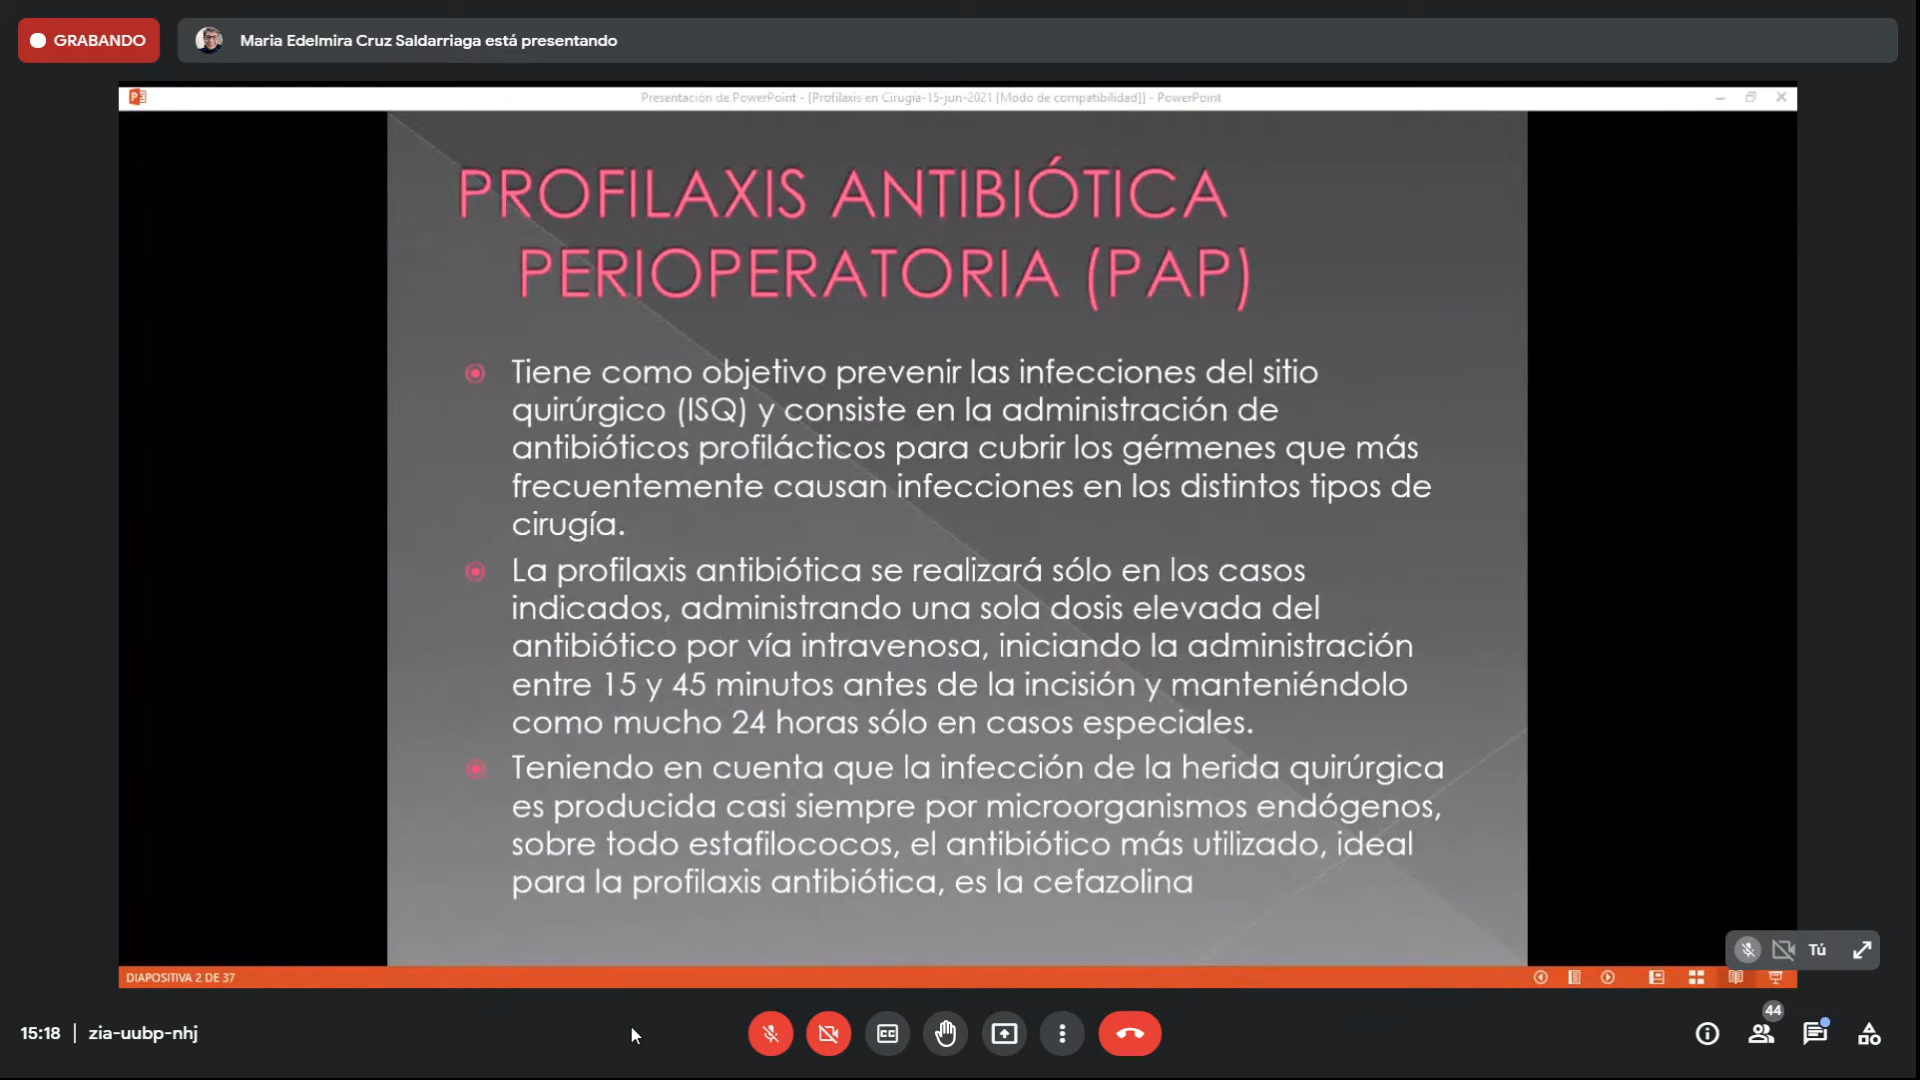 GRABANDO
Maria Edelmira Cruz Saldarriaga está presentando
Presentación de PowerPoint - [Profilaxis en Cirugía-15-jun-2021 [Modo de compatibilidad]] - PowerPoint
PROFILAXIS ANTIBIÓTICA
PERIOPERATORIA (PAP)
Tiene como objetivo prevenir las infecciones del sitio
quirúrgico (ISQ) y consiste en la administración de
antibióticos profilácticos para cubrir los gérmenes que más
frecuentemente causan infecciones en los distintos tipos de
cirugía.
La profilaxis antibiótica se realizará sólo en los casos
indicados, administrando una sola dosis elevada del
antibiótico por vía intravenosa, iniciando la administración
entre 15 y 45 minutos antes de la incisión y manteniéndolo
como mucho 24 horas sólo en casos especiales.
Teniendo en cuenta que la infección de la herida quirúrgica
es producida casi siempre por microorganismos endógenos,
sobre todo estafilococos, el antibiótico más utilizado, ideal
para la profilaxis antibiótica, es la cefazolina
Tú
DIAPOSITIVA 2 DE 37
44
15:18 | zia-uubp-nhj